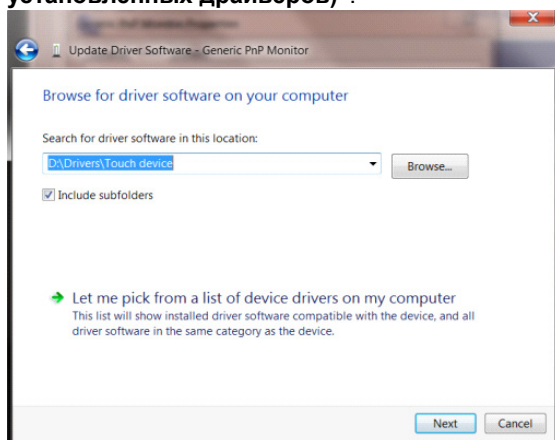 установленных драйверов)".
Update Driver Software - Generic PnP Monitor
Browse for driver software on your computer
Search for driver software in this location:
D:\Drivers\Touch device
Browse...
Include subfolders
Let me pick from a list of device drivers on my computer
This list will show installed driver software compatible with the device, and all
driver software in the same category as the device.
Next Cancel